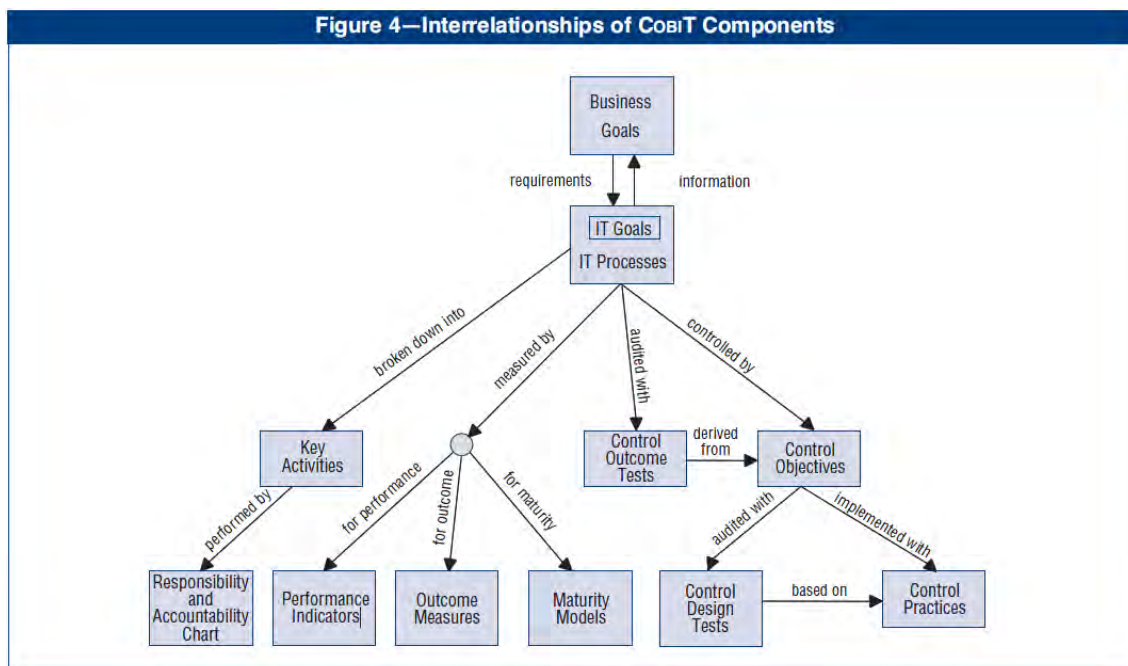 Figure 4—Interrelationships of COBIT Components
Business
Goals
requirements
information
IT Goals
IT Processes
broken down into
measured by
audited with
controlled by
Key
Activities
Control
Outcome
Tests
derived
from
Control
Objectives
performed by
for performance
for outcome
for maturity
audited with
implemented with
Responsibility
and
Accountability
Chart
Performance
Indicators
Outcome
Measures
Maturity
Models
Control
Design
Tests
based on
Control
Practices